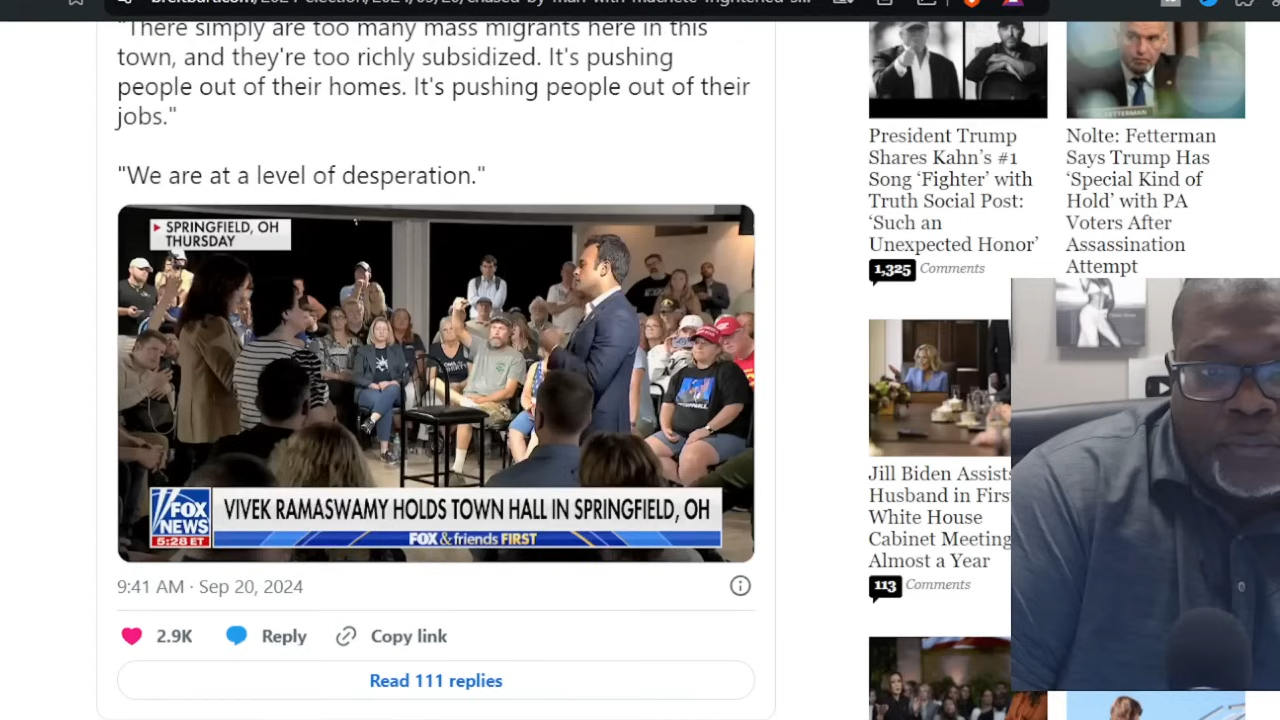 "There simply are too many mass migrants here in this
town, and they're too richly subsidized. It's pushing
people out of their homes. It's pushing people out of their
jobs."
"We are at a level of desperation."
SPRINGFIELD, OH
THURSDAY
FOX
NEWS
5:28 ET
VIVEK RAMASWAMY HOLDS TOWN HALL IN SPRINGFIELD, OH
FOX & friends FIRST
9:41 AM · Sep 20, 2024
2.9K
Reply
Copy link
Read 111 replies
President Trump
Shares Kahn's #1
Song 'Fighter' with
Truth Social Post:
'Such an
Unexpected Honor'
1,325 Comments
FETTERMAN
Nolte: Fetterman
Says Trump Has
'Special Kind of
Hold' with PA
Voters After
Assassination
Attempt
Jill Biden Assists
Husband in Firs
White House
Cabinet Meeting
Almost a Year
113 Comments